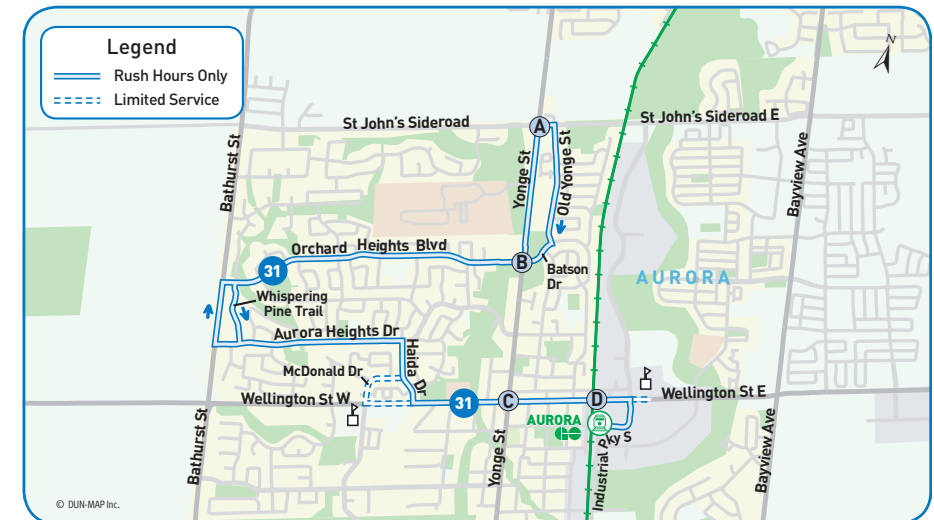 Legend
Rush Hours Only
Limited Service
N
St John's Sideroad
St John's Sideroad E
A
Bathurst St
Yonge St
Old Yonge St
Bayview Ave
Orchard Heights Blvd
B
31
Batson
Dr
AURORA
Whispering
Pine Trail
Aurora Heights Dr
McDonald Dr
Haida Dr
Wellington St W
31
C
D
Wellington St E
AURORA
GO
Industrial Pky S
Bathurst St
Yonge St
Bayview Ave
© DUN-MAP Inc.